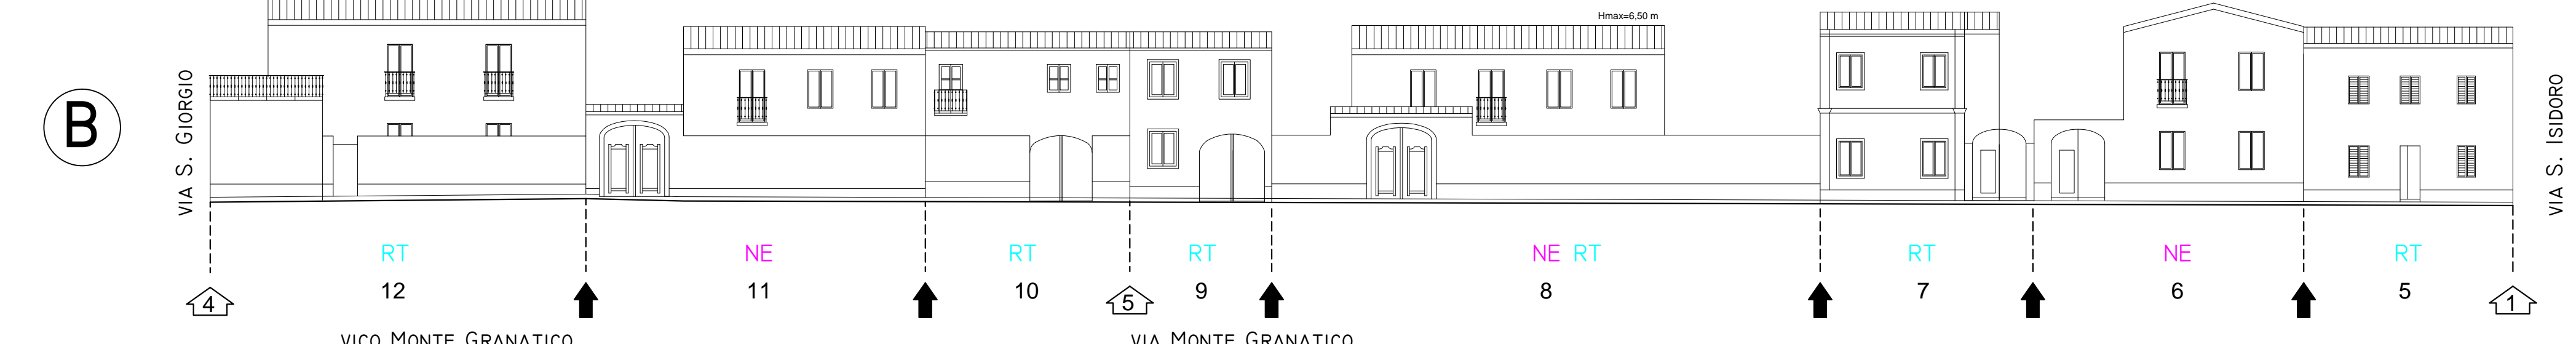 Hmax=6,50 m
B
VIA S. GIORGIO
VIA S. ISIDORO
RT NE RT RT NE RT RT NE RT
12 11 10 9 8 7 6 5
4 5 1
VICO MONTE GRANATICO VIA MONTE GRANATICO